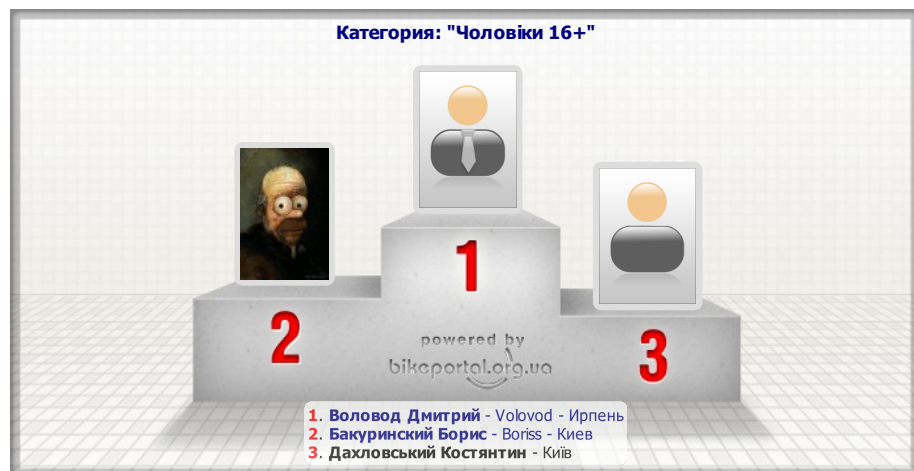 Категория: "Чоловіки 16+"
1
2
3
powered by
bikeportal.org.ua
1. Воловод Дмитрий - Volovod - Ирпень
2. Бакуринский Борис - Boriss - Киев
3. Дахловський Костянтин - Київ